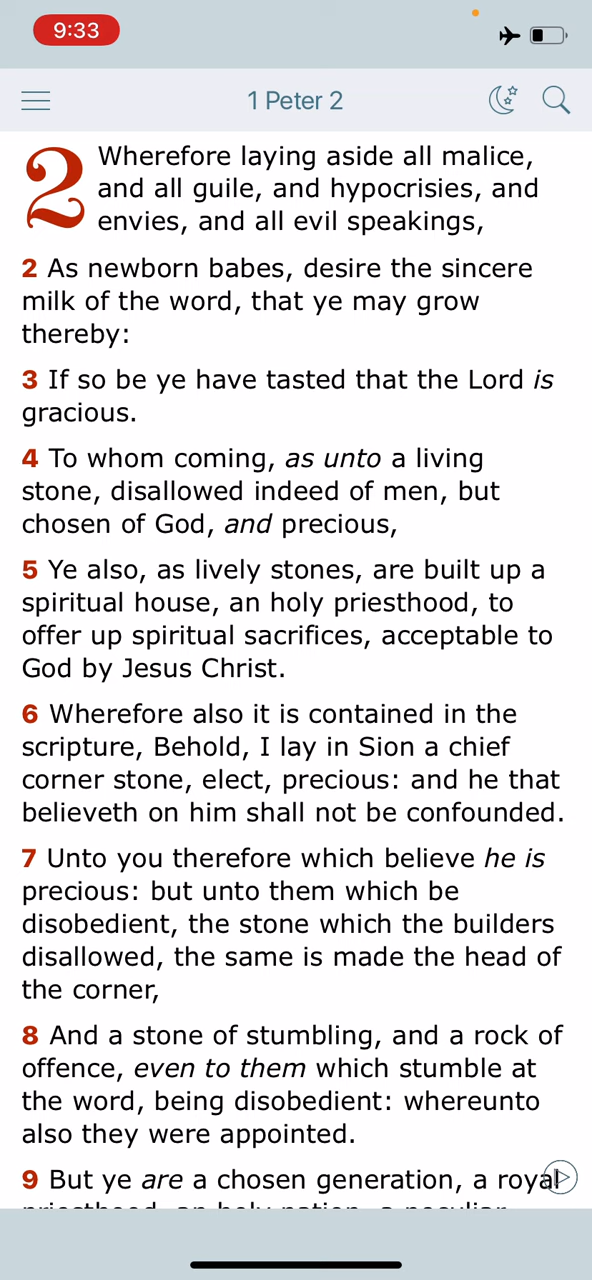 9:33
1 Peter 2
2 Wherefore laying aside all malice,
and all guile, and hypocrisies, and
envies, and all evil speakings,
2 As newborn babes, desire the sincere
milk of the word, that ye may grow
thereby:
3 If so be ye have tasted that the Lord is
gracious.
4 To whom coming, as unto a living
stone, disallowed indeed of men, but
chosen of God, and precious,
5 Ye also, as lively stones, are built up a
spiritual house, an holy priesthood, to
offer up spiritual sacrifices, acceptable to
God by Jesus Christ.
6 Wherefore also it is contained in the
scripture, Behold, I lay in Sion a chief
corner stone, elect, precious: and he that
believeth on him shall not be confounded.
7 Unto you therefore which believe he is
precious: but unto them which be
disobedient, the stone which the builders
disallowed, the same is made the head of
the corner,
8 And a stone of stumbling, and a rock of
offence, even to them which stumble at
the word, being disobedient: whereunto
also they were appointed.
9 But ye are a chosen generation, a royal
priesthood, an holy nation, a peculiar